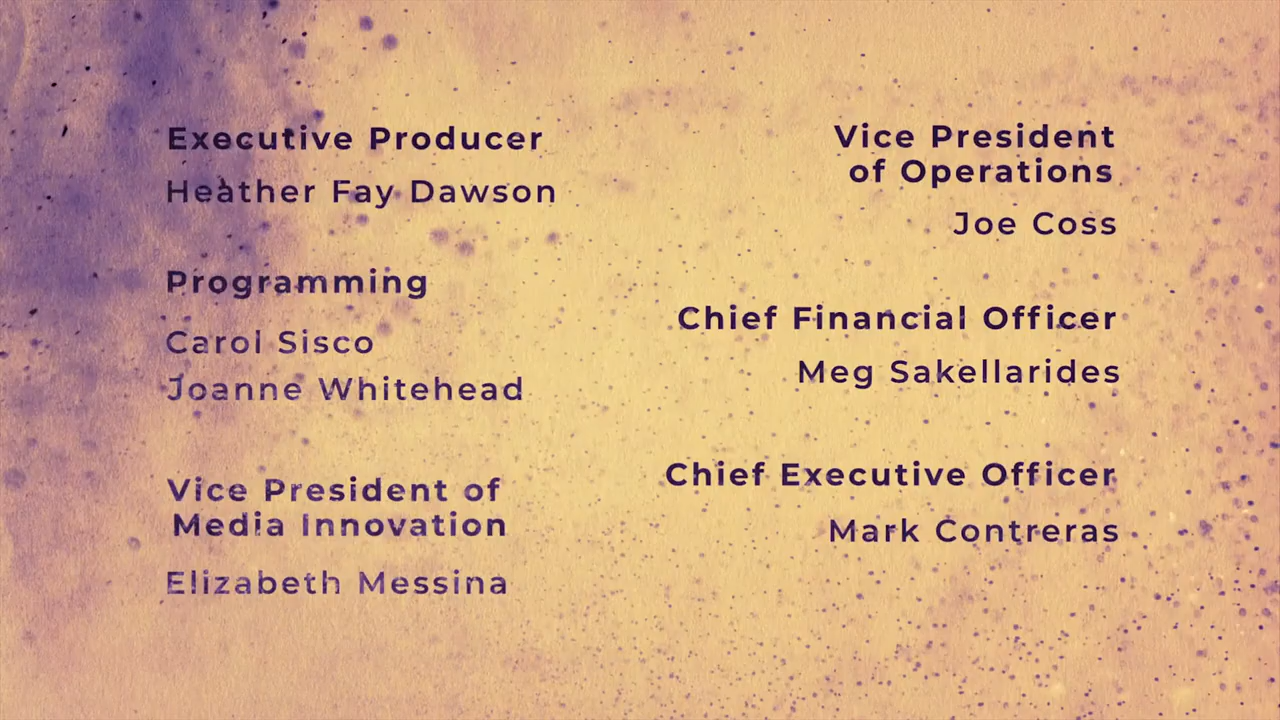 Executive Producer
Heather Fay Dawson
Programming
Carol Sisco
Joanne Whitehead
Vice President of
Media Innovation
Elizabeth Messina
Vice President
of Operations
Joe Coss
Chief Financial Officer
Meg Sakellarides
Chief Executive Officer
Mark Contreras